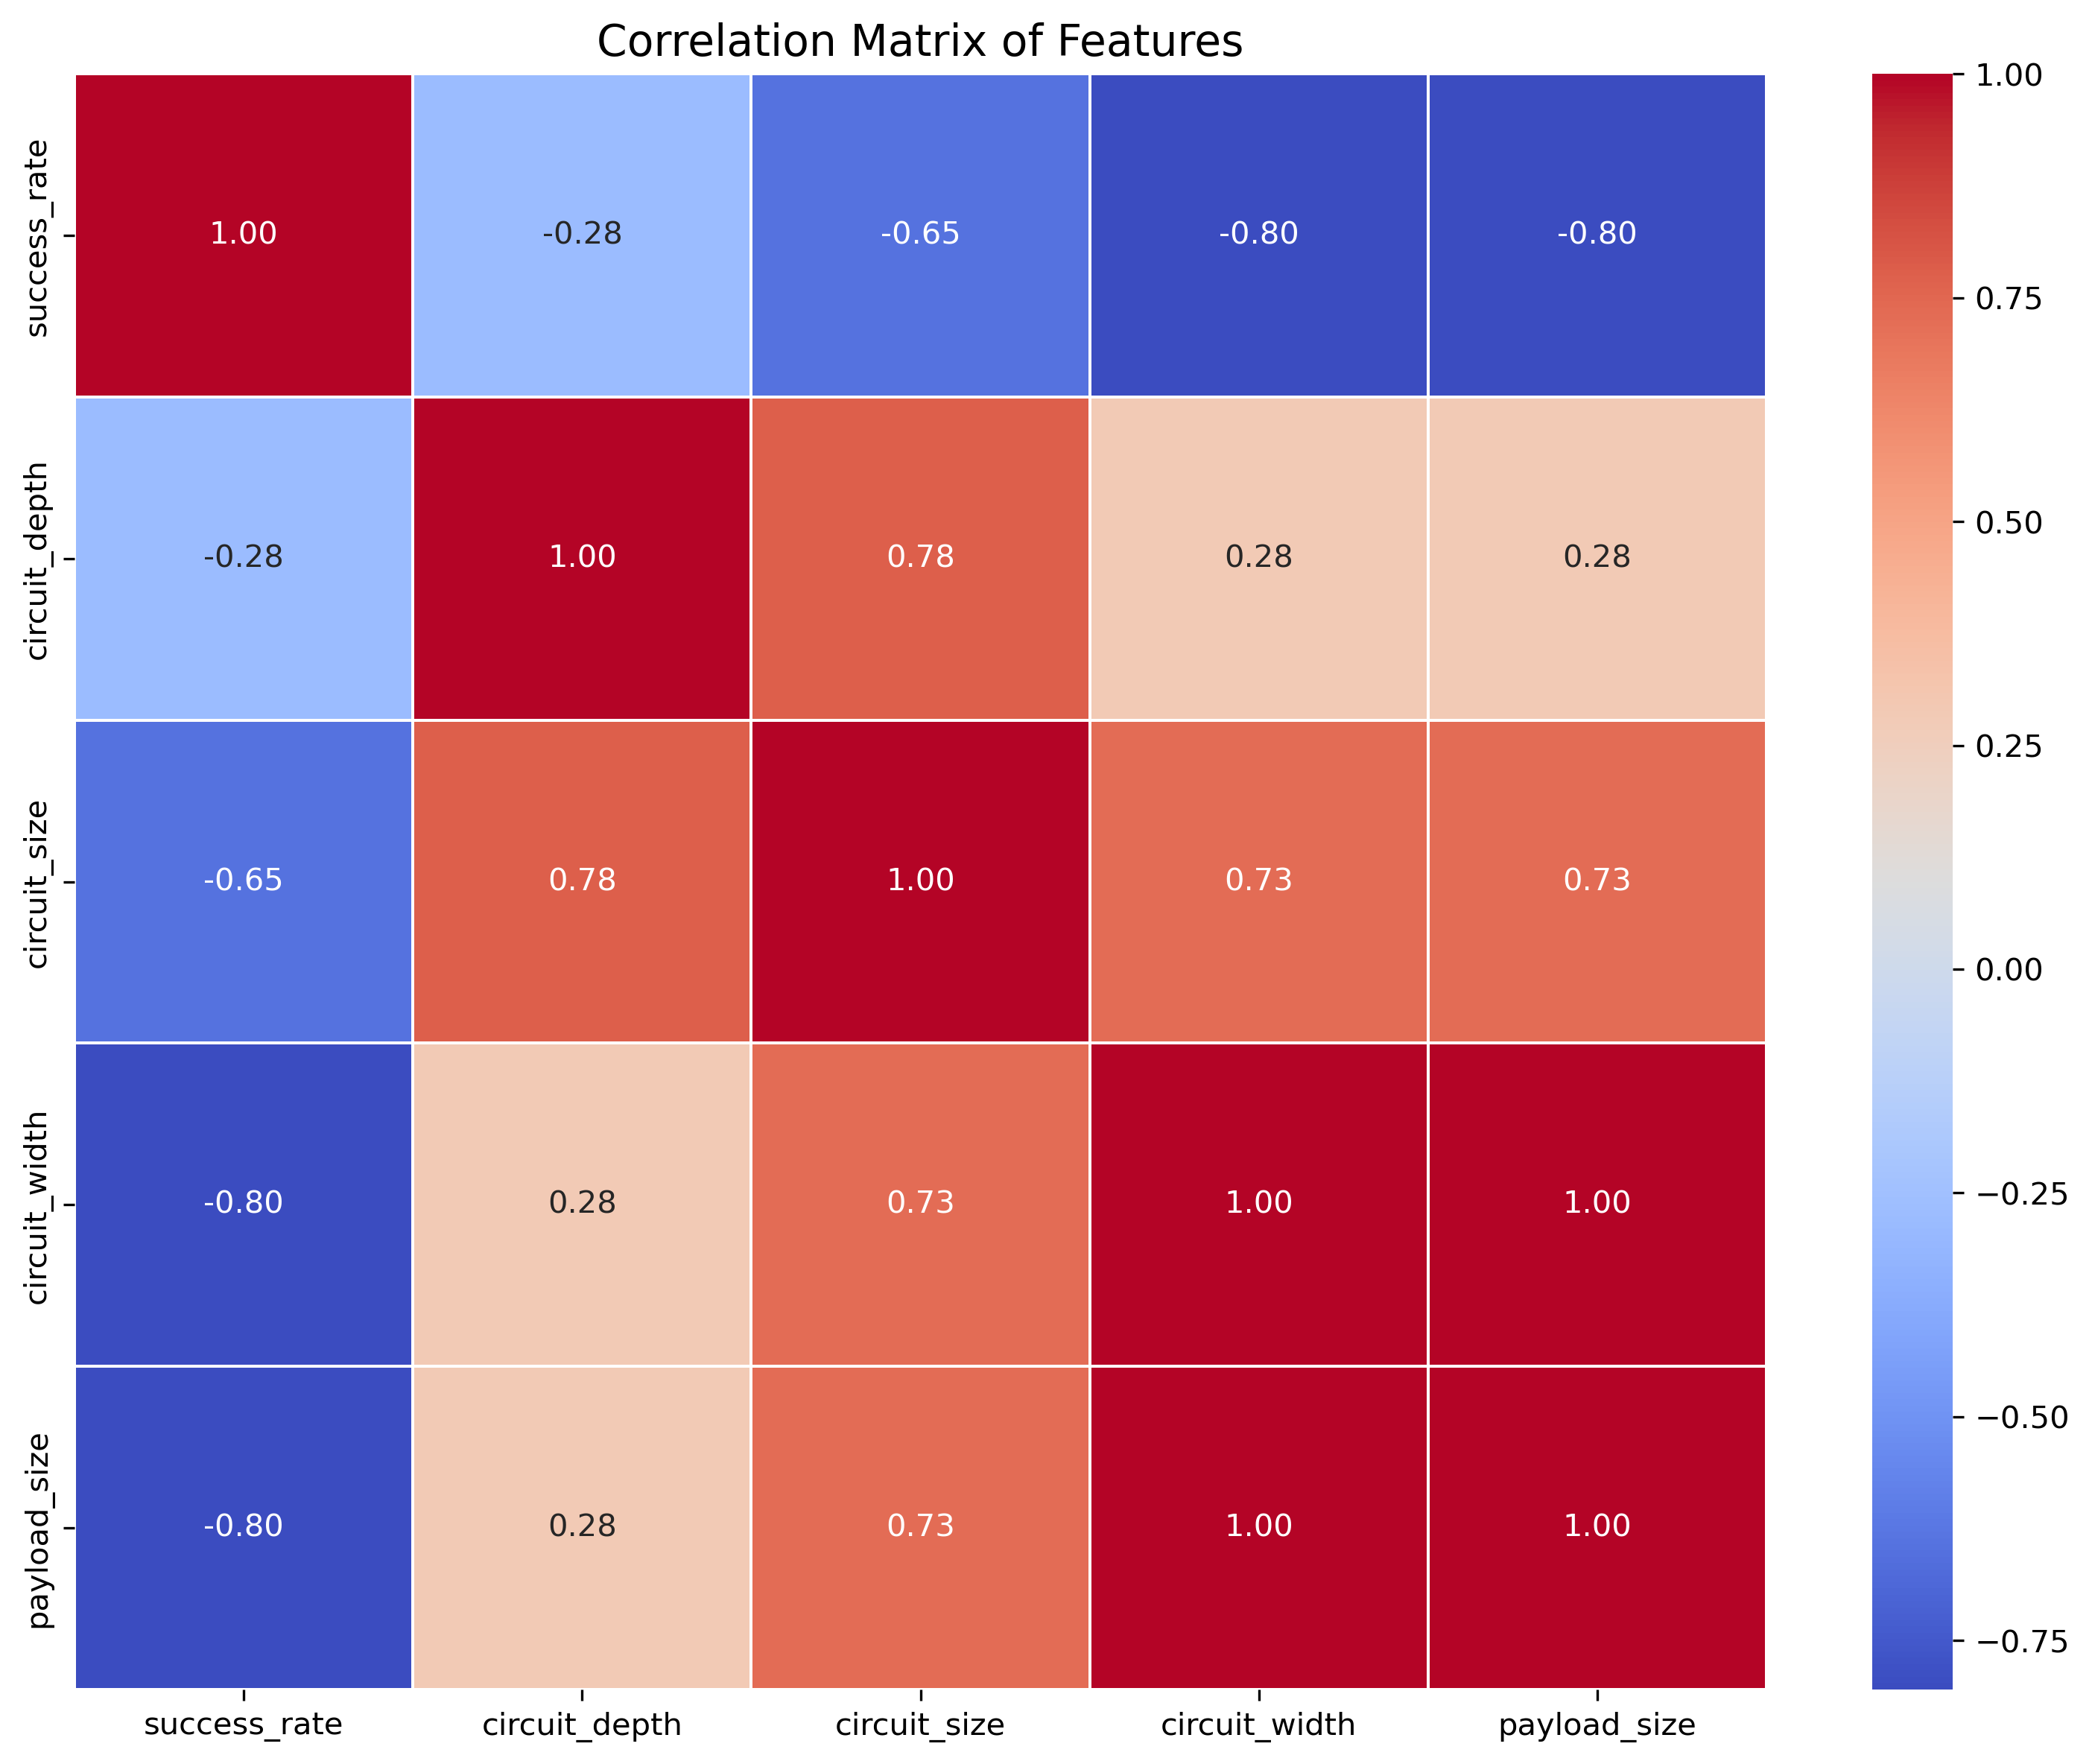 Correlation Matrix of Features
success_rate
1.00 -0.28 -0.65 -0.80 -0.80
circuit_depth
-0.28 1.00 0.78 0.28 0.28
circuit_size
-0.65 0.78 1.00 0.73 0.73
circuit_width
-0.80 0.28 0.73 1.00 1.00
payload_size
-0.80 0.28 0.73 1.00 1.00
success_rate circuit_depth circuit_size circuit_width payload_size
1.00
0.75
0.50
0.25
0.00
−0.25
−0.50
−0.75